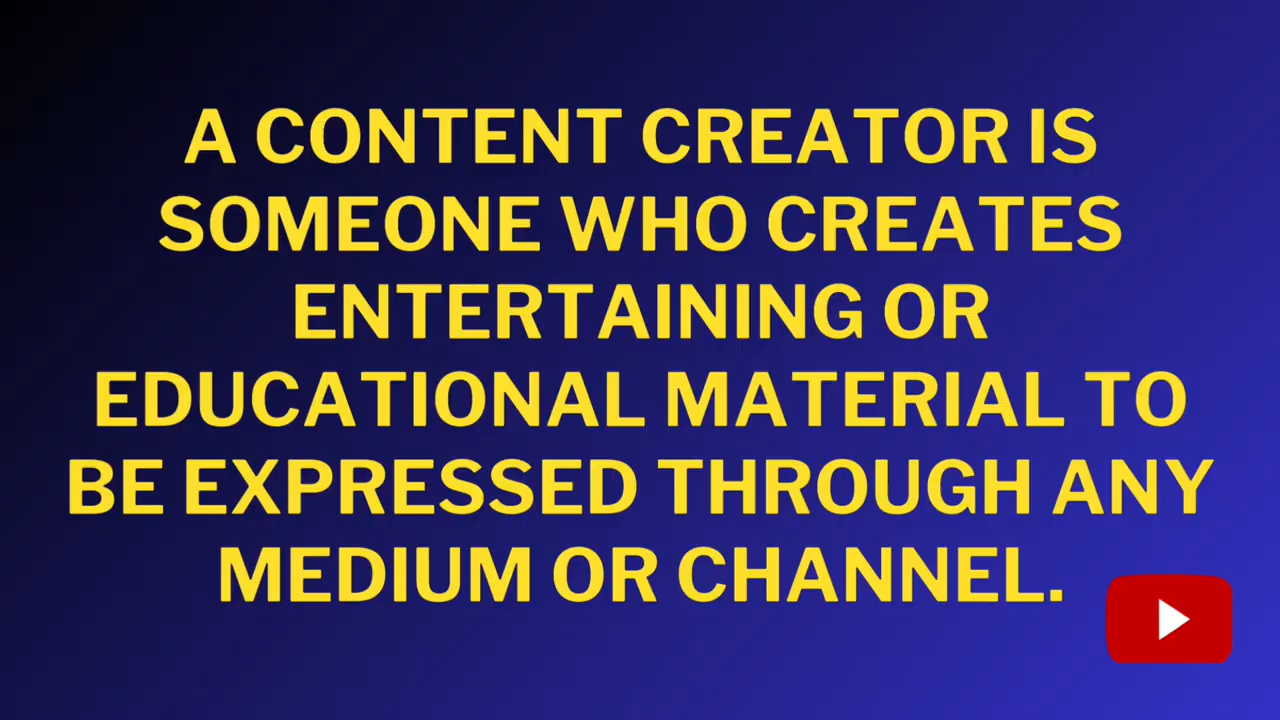 A CONTENT CREATOR IS
SOMEONE WHO CREATES
ENTERTAINING OR
EDUCATIONAL MATERIAL TO
BE EXPRESSED THROUGH ANY
MEDIUM OR CHANNEL.